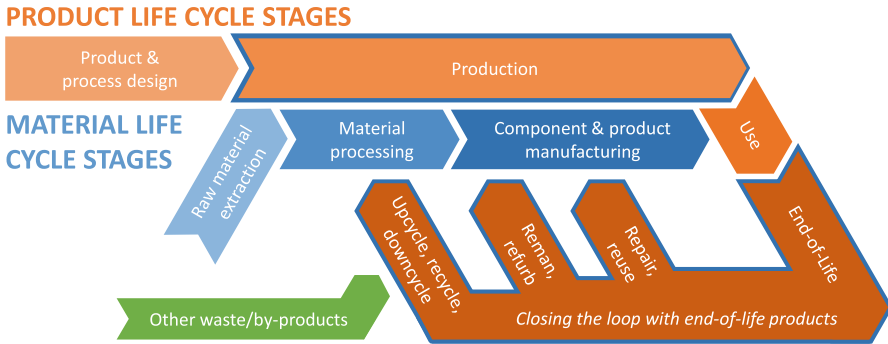 PRODUCT LIFE CYCLE STAGES
Product &
process design
Production
MATERIAL LIFE
CYCLE STAGES
Raw material
extraction
Material
processing
Component & product
manufacturing
Use
Upcycle, recycle,
downcycle
Reman,
refurb
Repair,
reuse
End-of-Life
Other waste/by-products
Closing the loop with end-of-life products